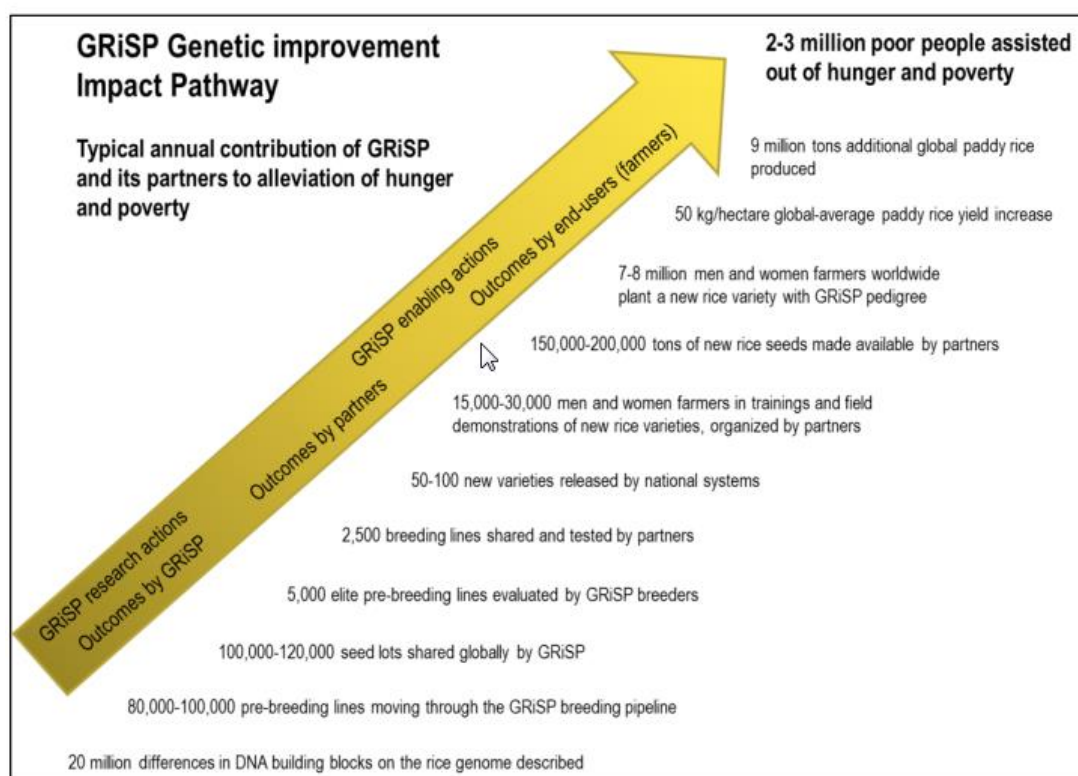 GRiSP Genetic improvement
Impact Pathway
Typical annual contribution of GRiSP
and its partners to alleviation of hunger
and poverty
2-3 million poor people assisted
out of hunger and poverty
9 million tons additional global paddy rice
produced
50 kg/hectare global-average paddy rice yield increase
7-8 million men and women farmers worldwide
plant a new rice variety with GRiSP pedigree
150,000-200,000 tons of new rice seeds made available by partners
15,000-30,000 men and women farmers in trainings and field
demonstrations of new rice varieties, organized by partners
50-100 new varieties released by national systems
2,500 breeding lines shared and tested by partners
5,000 elite pre-breeding lines evaluated by GRiSP breeders
100,000-120,000 seed lots shared globally by GRiSP
80,000-100,000 pre-breeding lines moving through the GRiSP breeding pipeline
20 million differences in DNA building blocks on the rice genome described
GRiSP research actions
Outcomes by GRiSP
Outcomes by partners
GRiSP enabling actions
Outcomes by end-users (farmers)